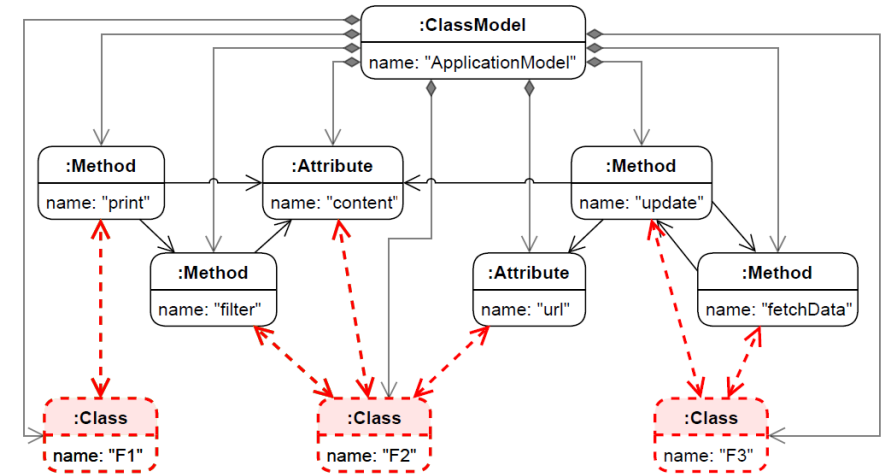 :ClassModel
name: "ApplicationModel"
:Method
name: "print"
:Attribute
name: "content"
:Method
name: "update"
:Method
name: "filter"
:Attribute
name: "url"
:Method
name: "fetchData"
:Class
name: "F1"
:Class
name: "F2"
:Class
name: "F3"